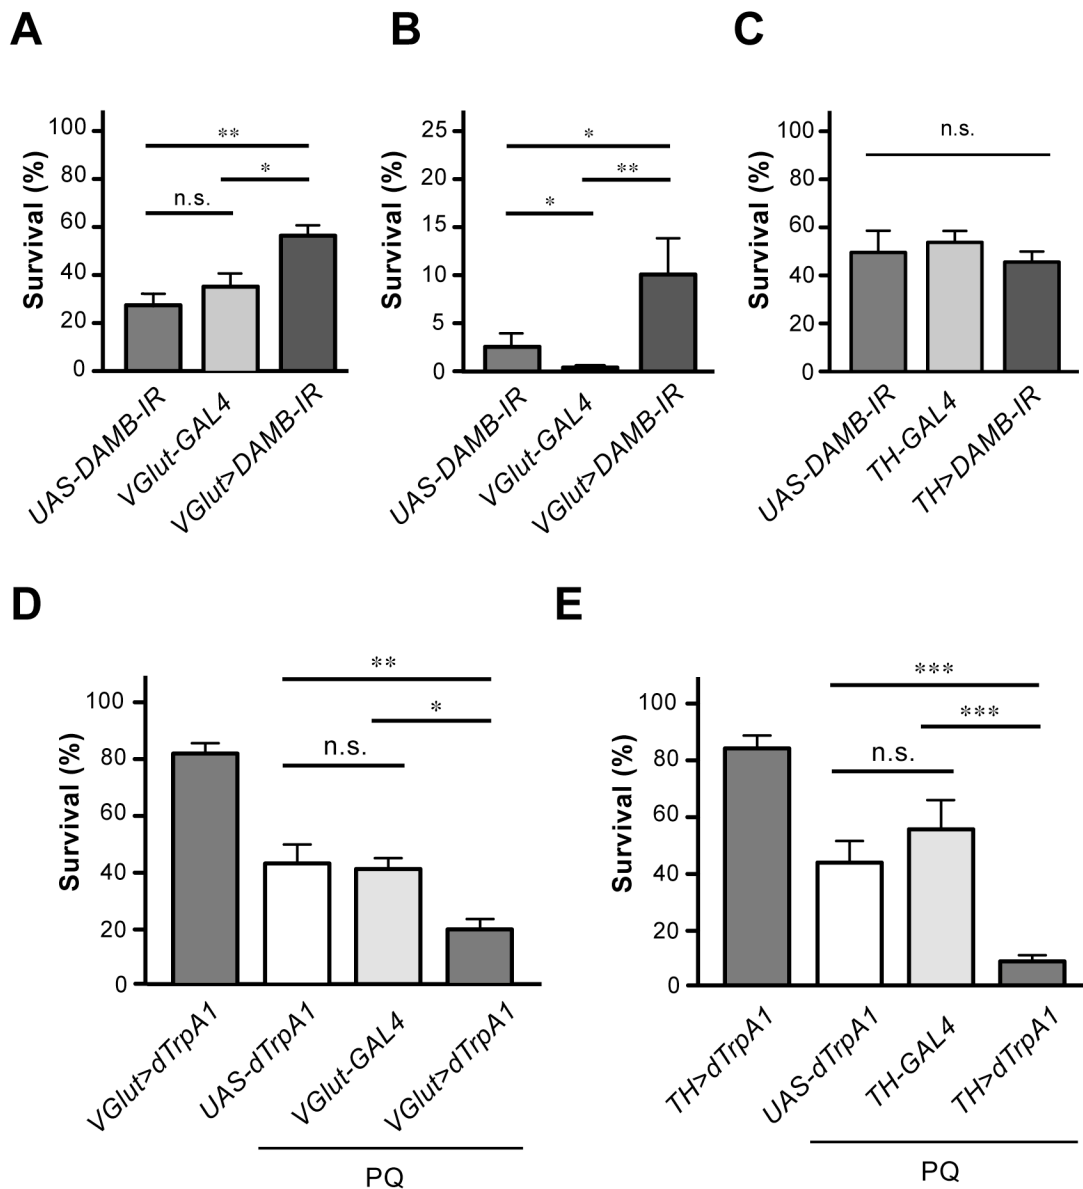 A
B
C
Survival (%)
100
80
60
40
20
0
**
*
n.s.
UAS-DAMB-IR
VGlut-GAL4
VGlut>DAMB-IR
Survival (%)
25
20
15
10
5
0
*
**
*
UAS-DAMB-IR
VGlut-GAL4
VGlut>DAMB-IR
Survival (%)
100
80
60
40
20
0
n.s.
UAS-DAMB-IR
TH-GAL4
TH>DAMB-IR
D
E
Survival (%)
100
80
60
40
20
0
**
*
n.s.
VGlut>dTrpA1
UAS-dTrpA1
VGlut-GAL4
VGlut>dTrpA1
PQ
Survival (%)
100
80
60
40
20
0
***
***
n.s.
TH>dTrpA1
UAS-dTrpA1
TH-GAL4
TH>dTrpA1
PQ